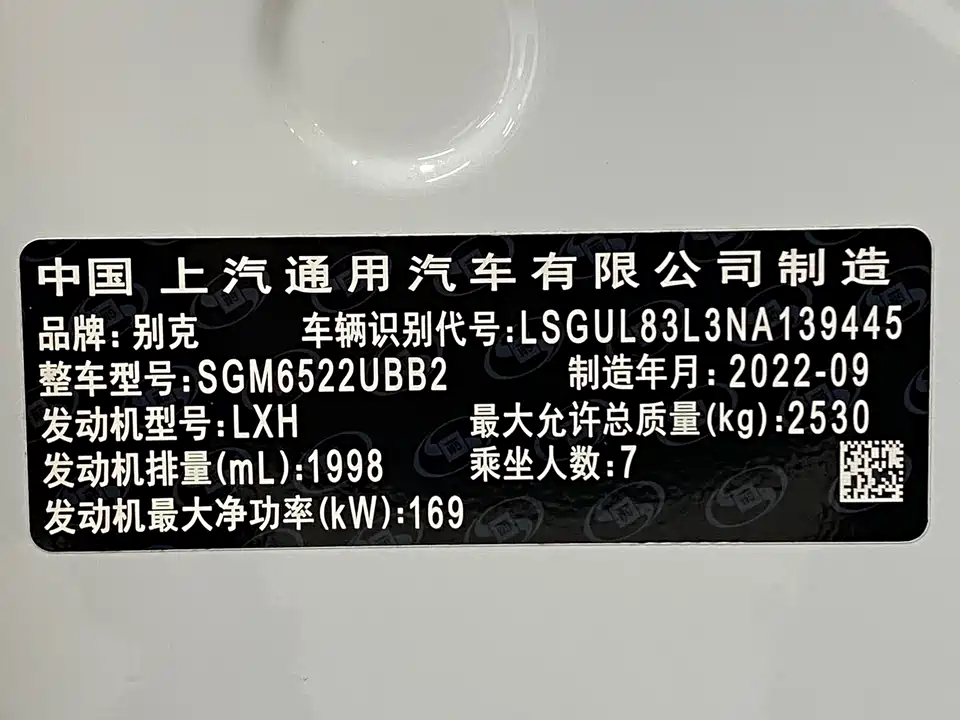 中国 上汽通用汽车有限公司制造
品牌:别克 车辆识别代号:LSGUL83L3NA139445
整车型号:SGM6522UBB2 制造年月:2022-09
发动机型号:LXH 最大允许总质量(kg):2530
发动机排量(mL):1998 乘坐人数:7
发动机最大净功率(kW):169